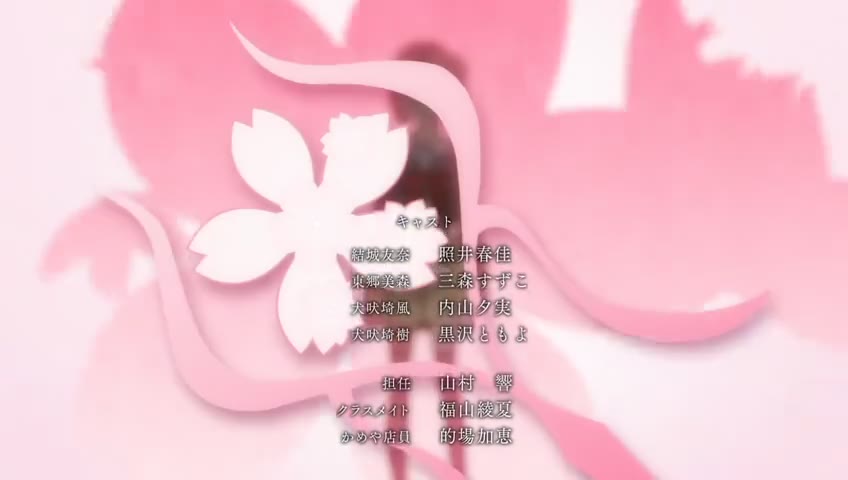 キャスト
結城友奈 照井春佳
東郷美森 三森すずこ
犬吠埼風 内山夕実
犬吠埼樹 黒沢ともよ
担任 山村 響
クラスメイト 福山綾夏
かめや店員 的場加恵